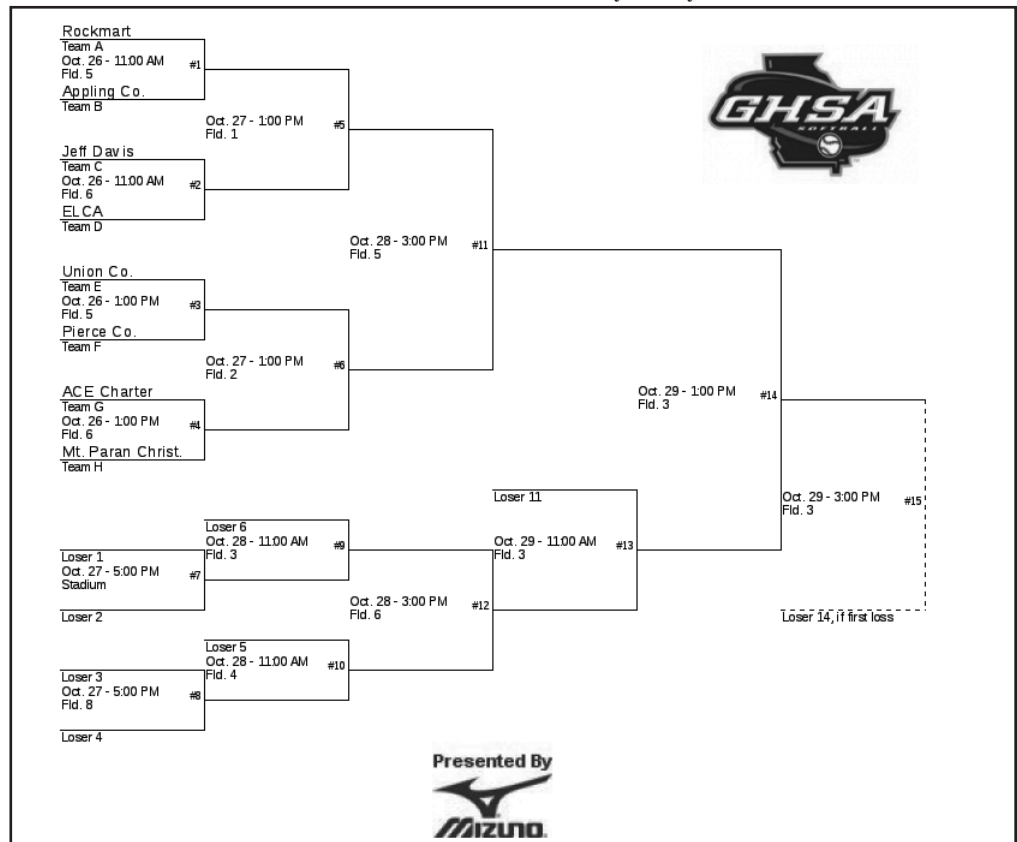 Rockmart
Team A
Oct. 26 - 11:00 AM
#1
Fld. 5
Appling Co.
Team B
Oct. 27 - 1:00 PM
#5
Fld. 1
Jeff Davis
Team C
Oct. 26 - 11:00 AM
#2
Fld. 6
ELCA
Team D
Oct. 28 - 3:00 PM
#11
Fld. 5
Union Co.
Team E
Oct. 26 - 1:00 PM
#3
Fld. 5
Pierce Co.
Team F
Oct. 27 - 1:00 PM
#6
Fld. 2
ACE Charter
Team G
Oct. 26 - 1:00 PM
#4
Fld. 6
Mt. Paran Christ.
Team H
GHSA
SOFTBALL
Oct. 29 - 1:00 PM
#14
Fld. 3
Oct. 29 - 3:00 PM
#15
Fld. 3
Loser 14, if first loss
Loser 11
Oct. 29 - 11:00 AM
#13
Fld. 3
Loser 6
Oct. 28 - 11:00 AM
#9
Fld. 3
Loser 1
Oct. 27 - 5:00 PM
#7
Stadium
Loser 2
Oct. 28 - 3:00 PM
#12
Fld. 6
Loser 5
Oct. 28 - 11:00 AM
#10
Fld. 4
Loser 3
Oct. 27 - 5:00 PM
#8
Fld. 8
Loser 4
Presented By
MIZUNO